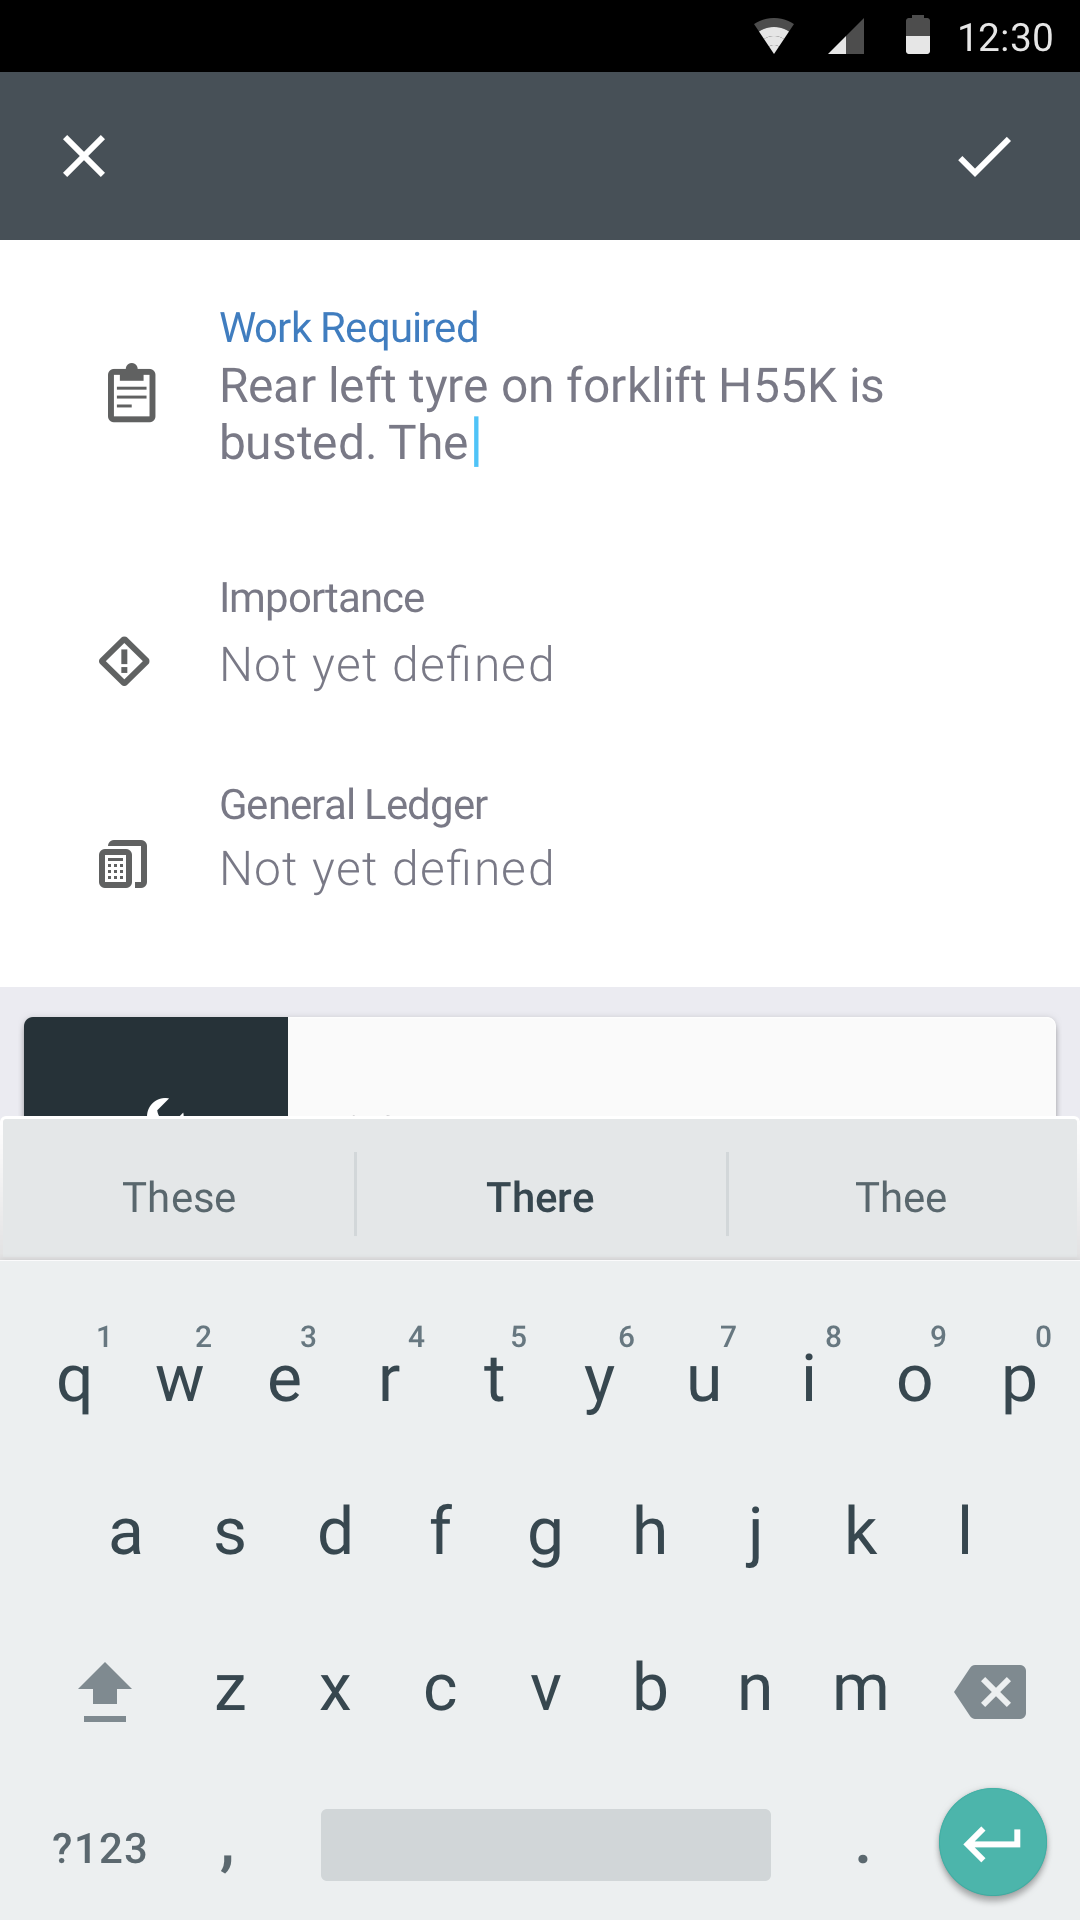 12:30
Work Required
Rear left tyre on forklift H55K is
busted. The
Importance
Not yet defined
General Ledger
Not yet defined
These There Thee
1 2 3 4 5 6 7 8 9 0
q w e r t y u i o p
a s d f g h j k l
z x c v b n m
?123 , .